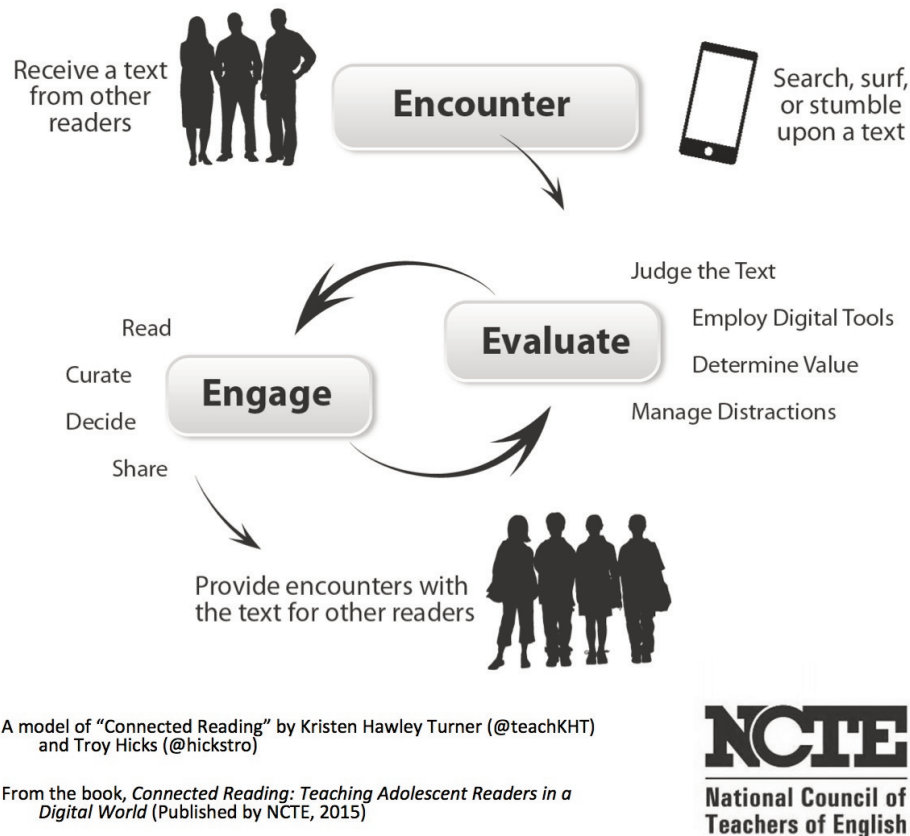 Receive a text
from other
readers
Encounter
Search, surf,
or stumble
upon a text
Judge the Text
Employ Digital Tools
Evaluate
Determine Value
Manage Distractions
Read
Curate
Engage
Decide
Share
Provide encounters with
the text for other readers
A model of “Connected Reading” by Kristen Hawley Turner (@teachKHT)
and Troy Hicks (@hickstro)
From the book, Connected Reading: Teaching Adolescent Readers in a
Digital World (Published by NCTE, 2015)
NCTE
National Council of
Teachers of English